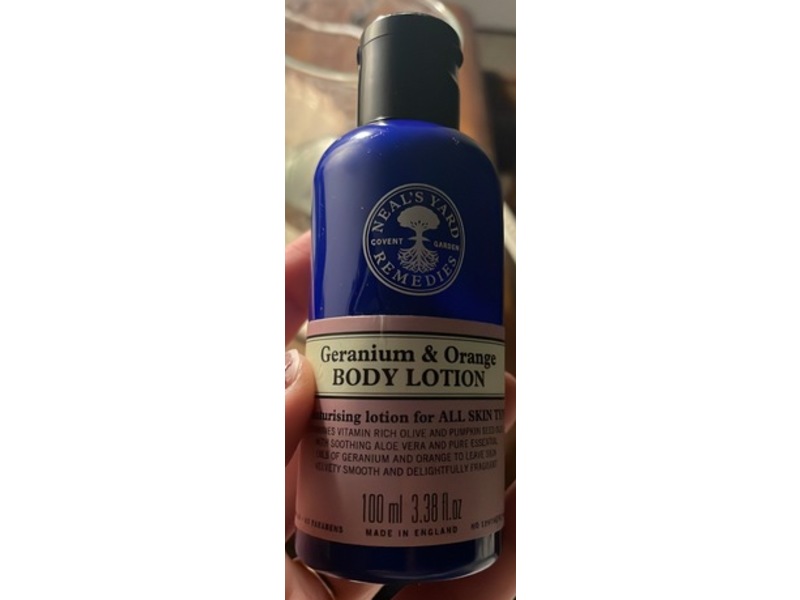 NEAL'S YARD
COVENT GARDEN
REMEDIES
Geranium & Orange
BODY LOTION
lotion for ALL SKIN
VITAMIN RICH OLIVE AND PUMPKIN SEED
WITH SOOTHING ALOE VERA AND PURE ESSENTIAL
OF GERANIUM AND ORANGE TO LEAVE SKIN
SMOOTH AND DELIGHTFULLY FRAGRANT
100 ml 3.38 fl.oz
PARABENS MADE IN ENGLAND NO